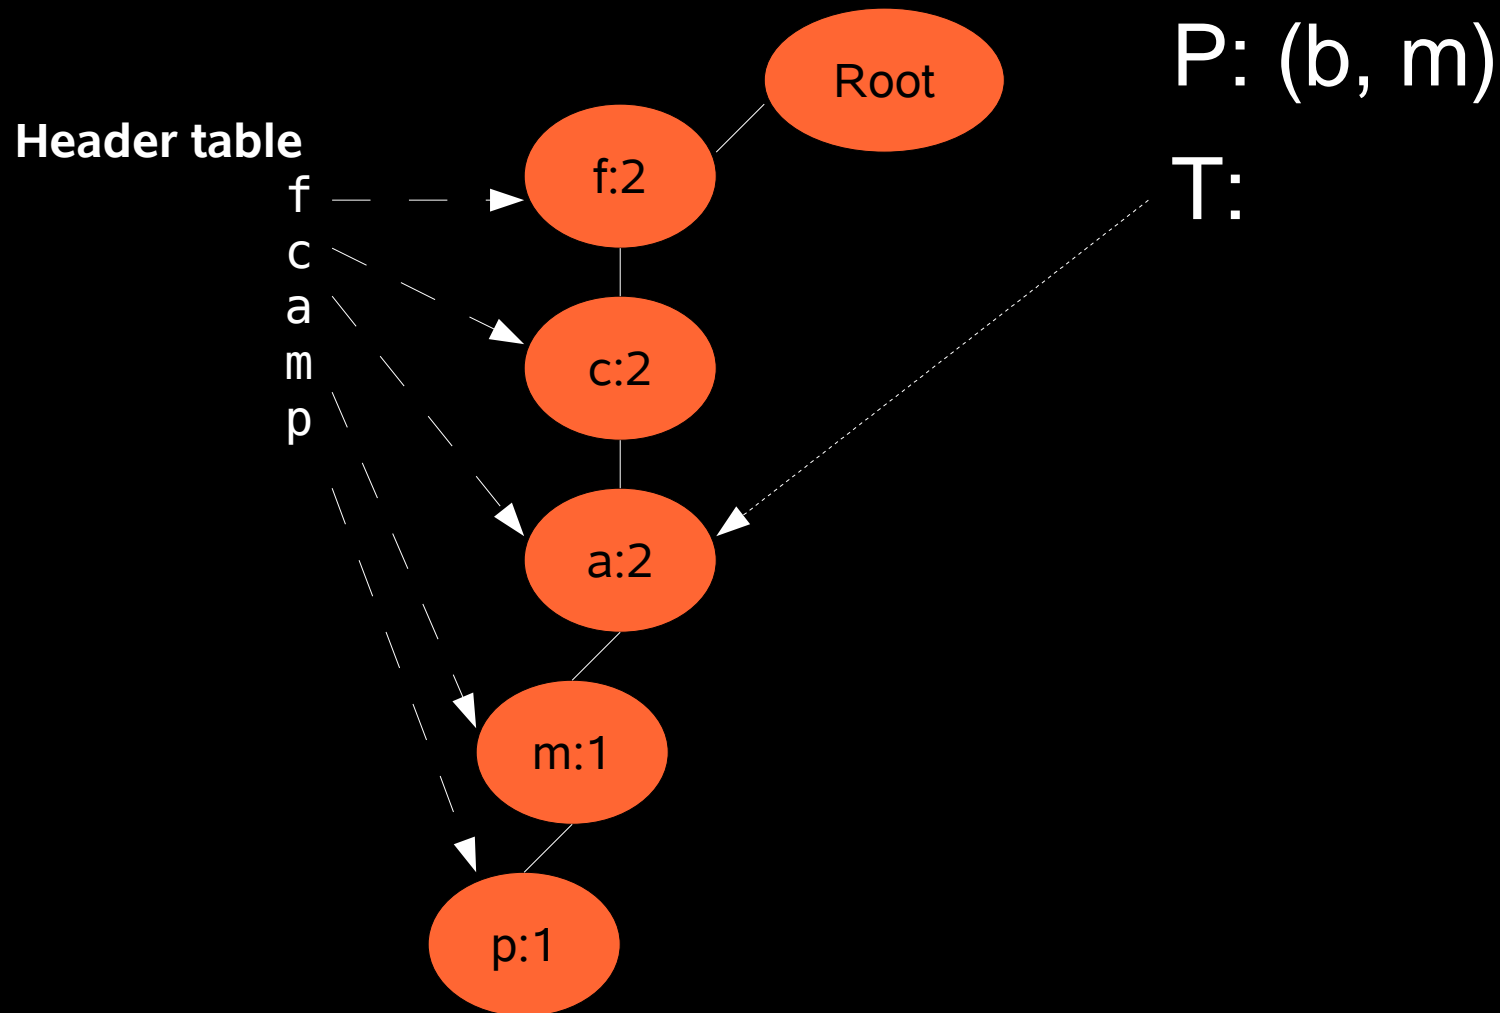 Root
P: (b, m)
Header table
f:2
T:
f
c
a
m
p
c:2
a:2
m:1
p:1